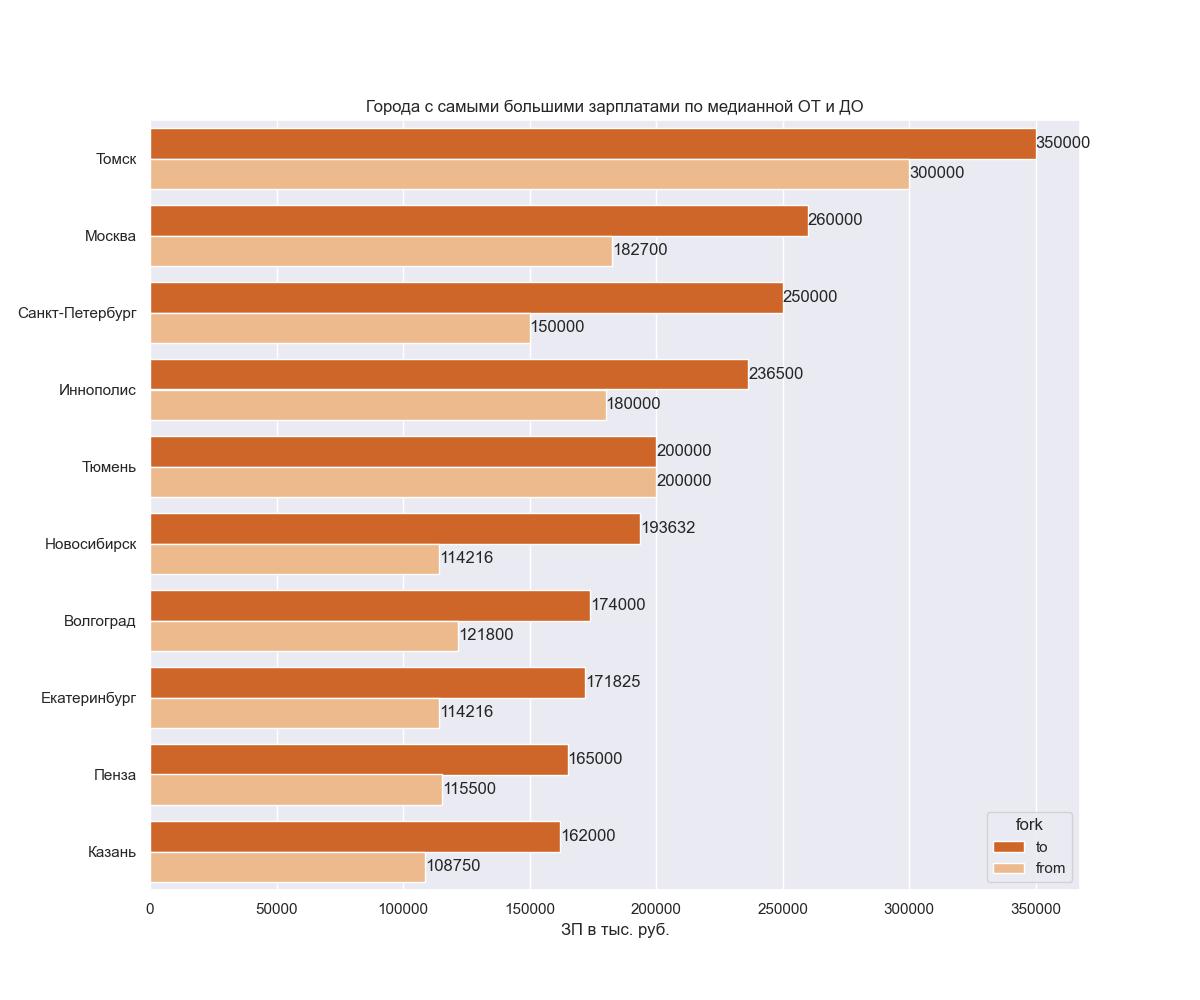 Города с самыми большими зарплатами по медианной ОТ и ДО
Томск
350000
300000
Москва
260000
182700
Санкт-Петербург
250000
150000
Иннополис
236500
180000
Тюмень
200000
200000
Новосибирск
193632
114216
Волгоград
174000
121800
Екатеринбург
171825
114216
Пенза
165000
115500
Казань
162000
108750
fork
to
from
0 50000 100000 150000 200000 250000 300000 350000
ЗП в тыс. руб.